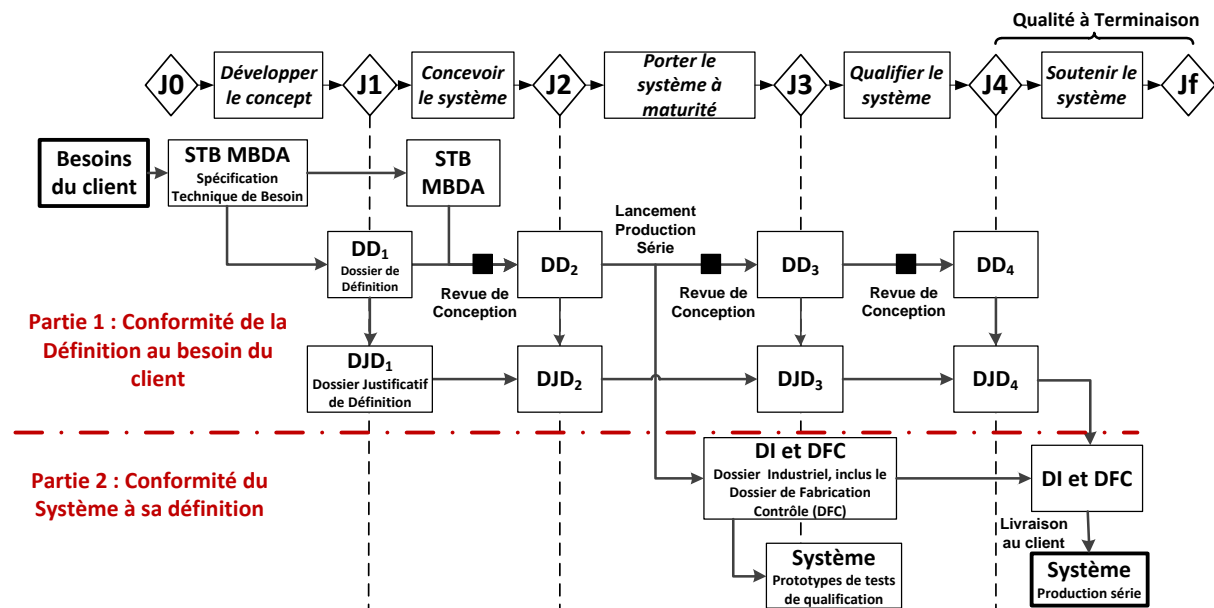 Qualité à Terminaison
J0
Développer
le concept
J1
Concevoir
le système
J2
Porter le
système à
maturité
J3
Qualifier le
système
J4
Soutenir le
système
Jf
Besoins
du client
STB MBDA
Spécification
Technique de Besoin
STB
MBDA
Lancement
Production
Série
DD₁
Dossier de
Définition
Revue de
Conception
DD₂
Revue de
Conception
DD₃
Revue de
Conception
DD₄
Partie 1 : Conformité de la
Définition au besoin du
client
DJD₁
Dossier Justificatif
de Définition
DJD₂
DJD₃
DJD₄
Partie 2 : Conformité du
Système à sa définition
DI et DFC
Dossier Industriel, inclus le
Dossier de Fabrication
Contrôle (DFC)
DI et DFC
Livraison
au client
Système
Prototypes de tests
de qualification
Système
Production série